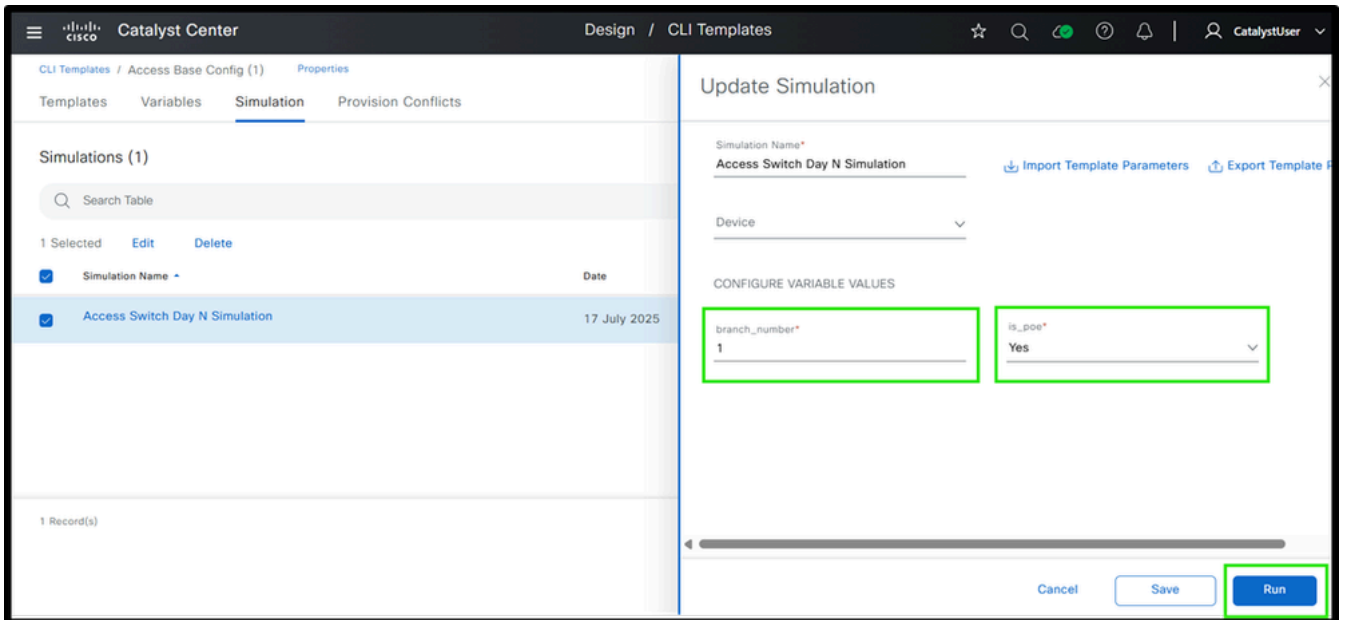 cisco Catalyst Center Design / CLI Templates CatalystUser
CLI Templates / Access Base Config (1) Properties
Templates Variables Simulation Provision Conflicts
Simulations (1)
Search Table
1 Selected Edit Delete
Simulation Name Date
Access Switch Day N Simulation 17 July 2025
1 Record(s)
Update Simulation
Simulation Name*
Access Switch Day N Simulation Import Template Parameters Export Template
Device
CONFIGURE VARIABLE VALUES
branch_number* is_poe*
1 Yes
Cancel Save Run